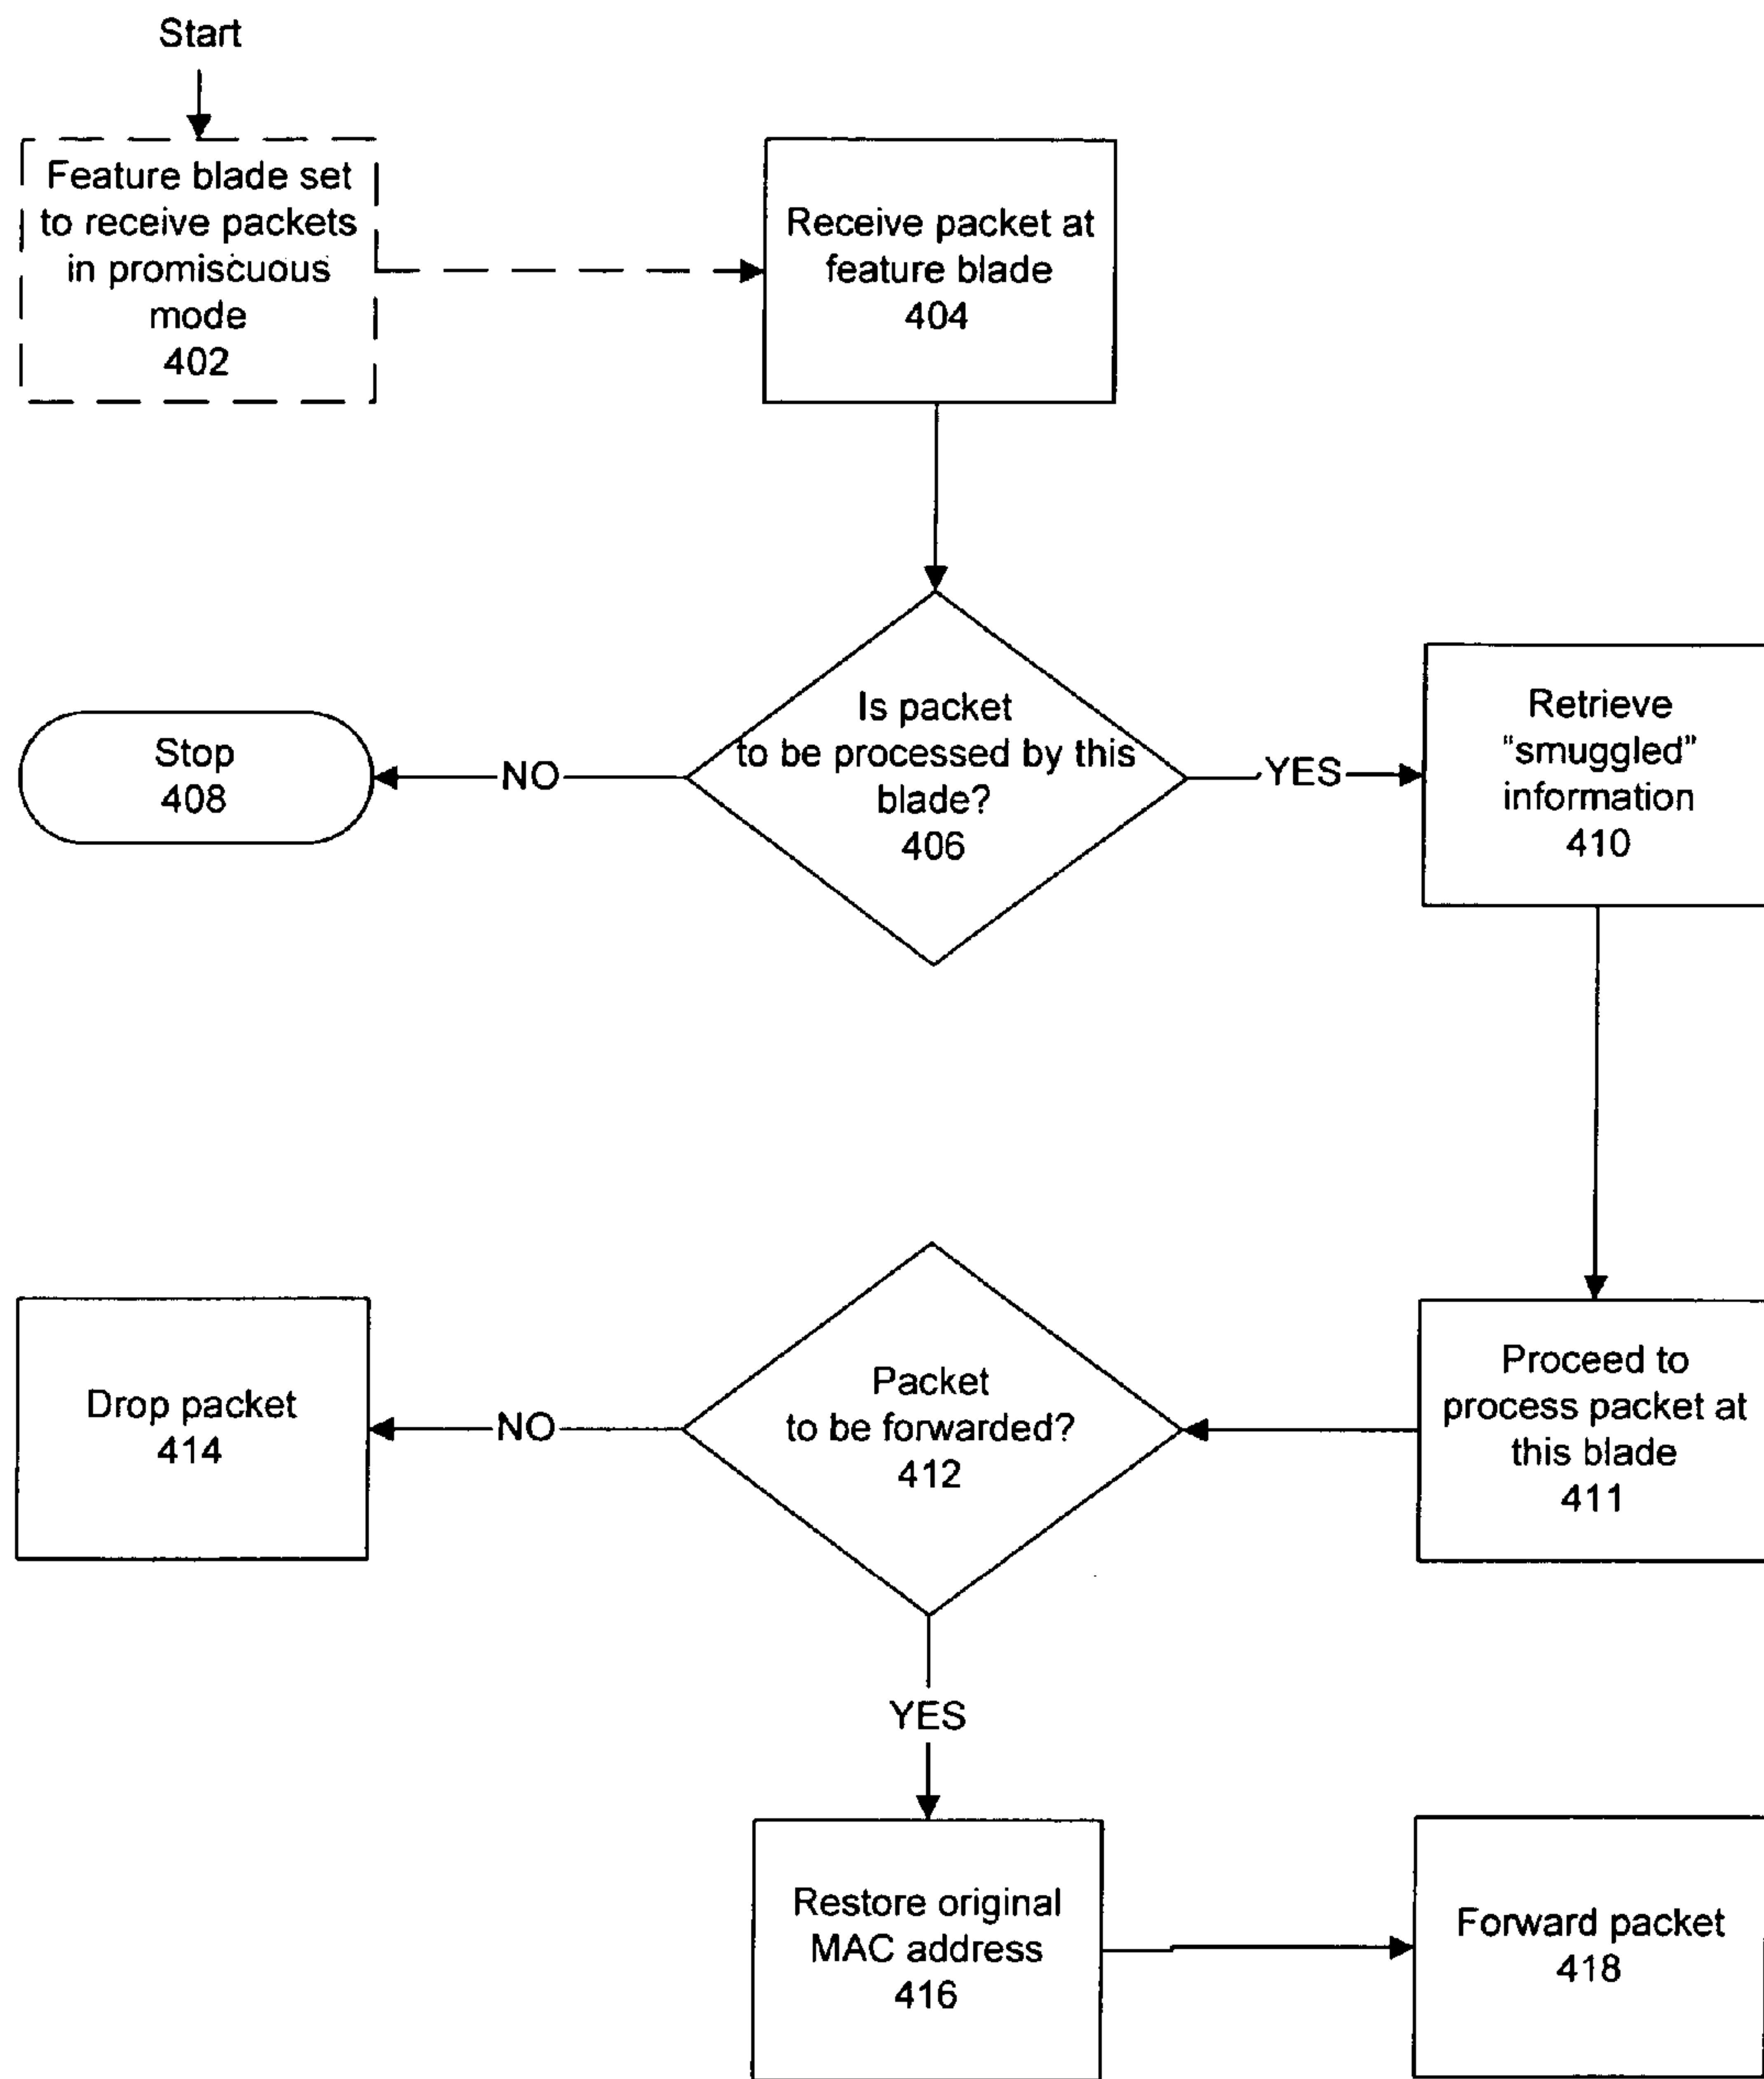 Start
Feature blade set
to receive packets
in promiscuous
mode
402
Receive packet at
feature blade
404
Is packet
to be processed by this
blade?
406
NO
Stop
408
YES
Retrieve
“smuggled”
information
410
Proceed to
process packet at
this blade
411
Packet
to be forwarded?
412
NO
Drop packet
414
YES
Restore original
MAC address
416
Forward packet
418